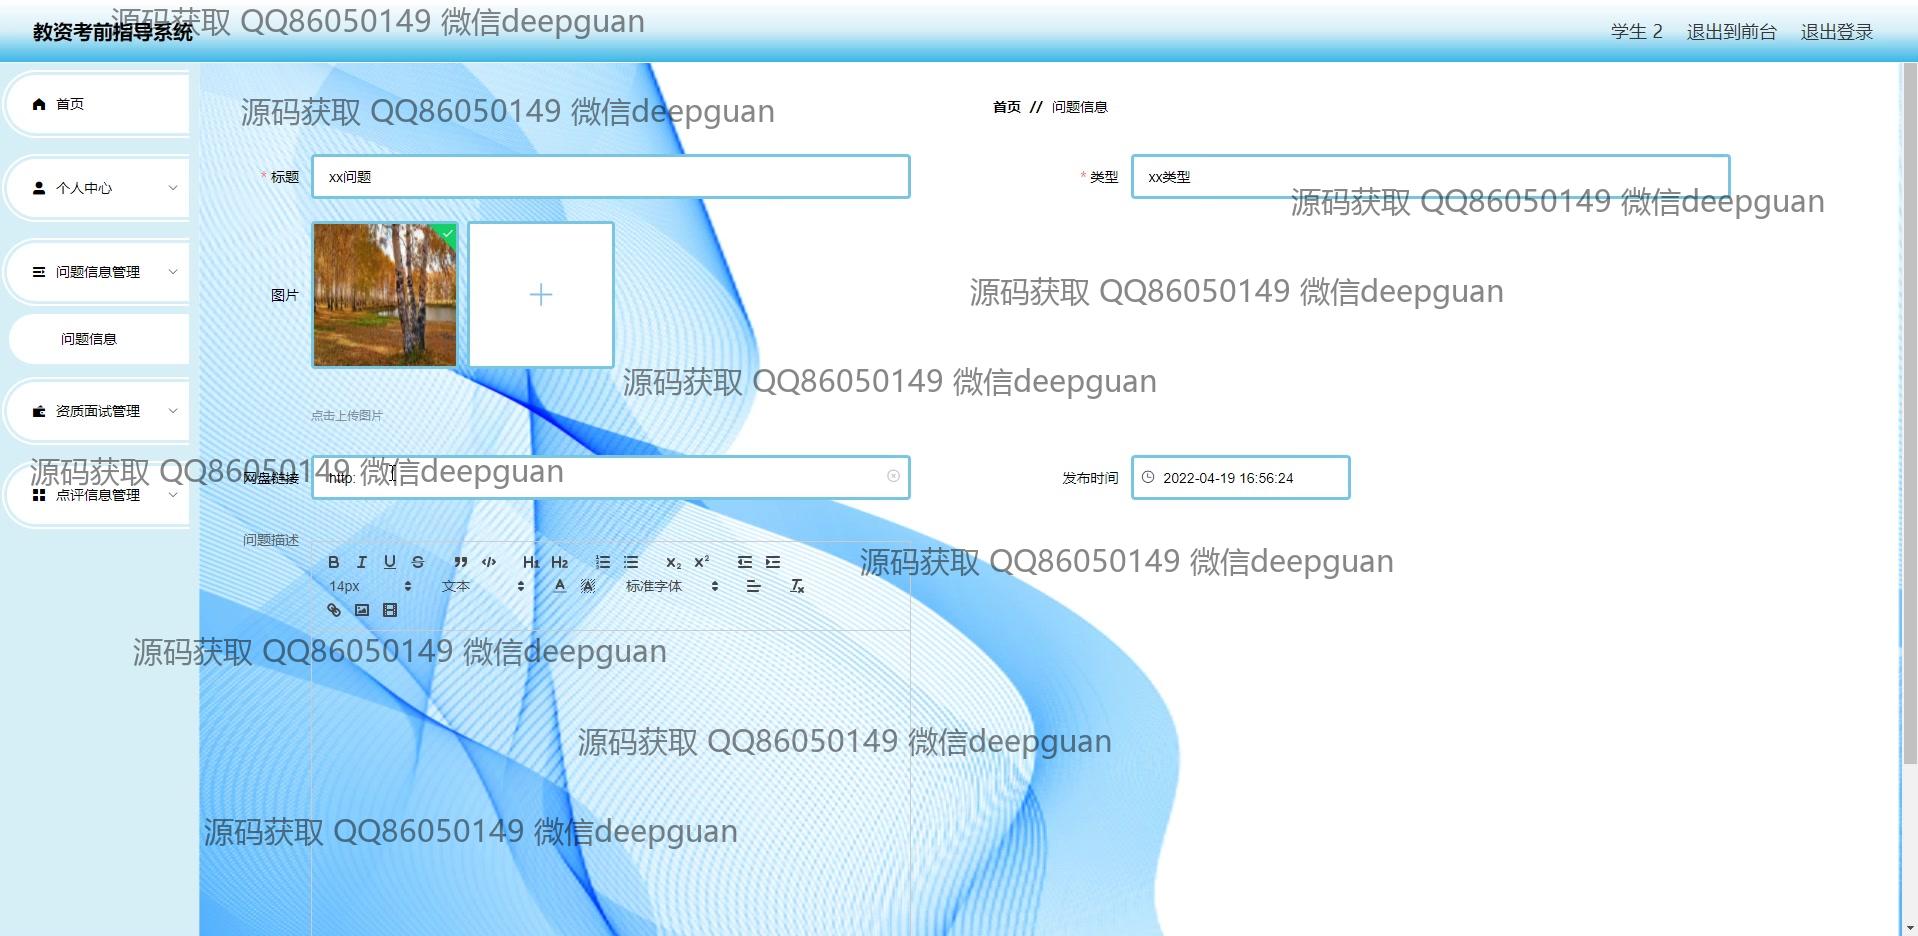 教资考前指导系统
源码获取 QQ86050149 微信deepguan
学生 2 退出到前台 退出登录
首页
源码获取 QQ86050149 微信deepguan
首页 // 问题信息
* 标题 xx问题
* 类型 xx类型
个人中心
源码获取 QQ86050149 微信deepguan
问题信息管理
图片
源码获取 QQ86050149 微信deepguan
问题信息
源码获取 QQ86050149 微信deepguan
资质面试管理
点击上传图片
源码获取 QQ86050149 微信deepguan
网盘链接 http:
发布时间 2022-04-19 16:56:24
点评信息管理
问题描述
B I U S ” </> H1 H2 x₂ x²
源码获取 QQ86050149 微信deepguan
14px 文本 A 标准字体 Tx
源码获取 QQ86050149 微信deepguan
源码获取 QQ86050149 微信deepguan
源码获取 QQ86050149 微信deepguan